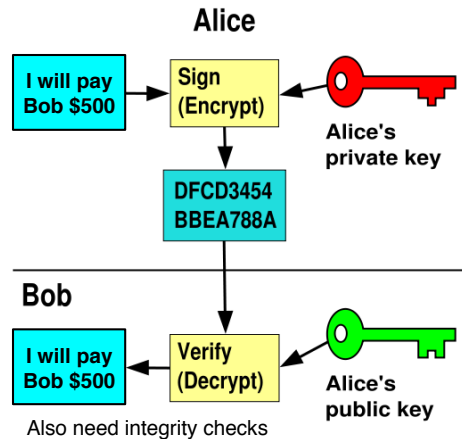 Alice
I will pay
Bob $500
Sign
(Encrypt)
Alice's
private key
DFCD3454
BBEA788A
Bob
I will pay
Bob $500
Verify
(Decrypt)
Alice's
public key
Also need integrity checks